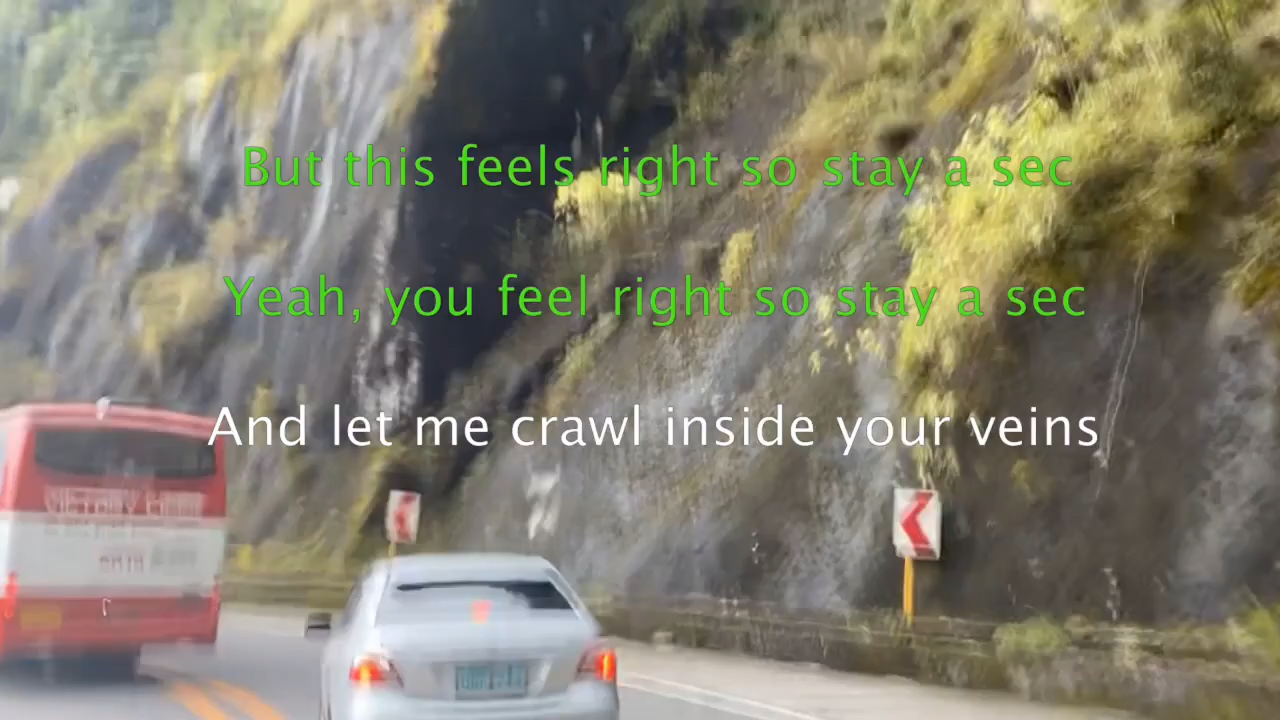 But this feels right so stay a sec
Yeah, you feel right so stay a sec
And let me crawl inside your veins